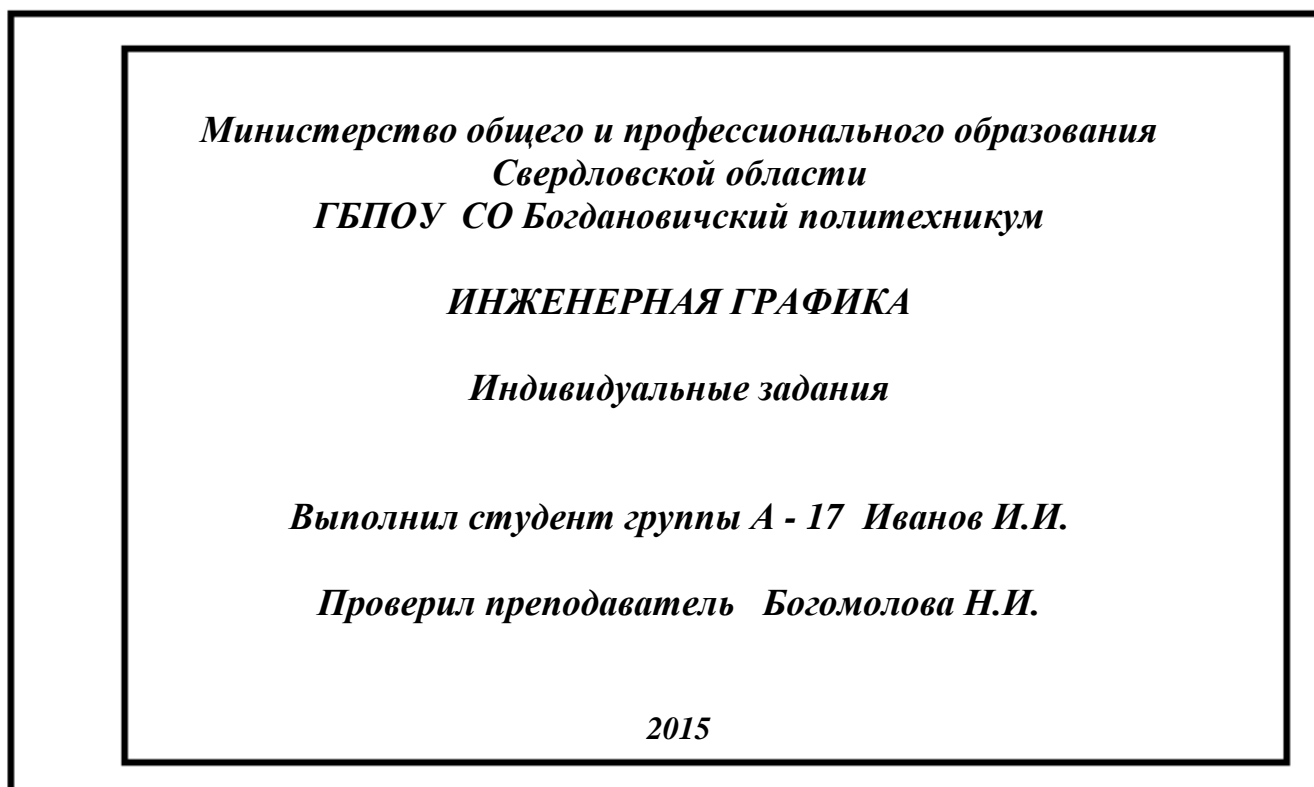 Министерство общего и профессионального образования
Свердловской области
ГБПОУ  СО Богдановичский политехникум
ИНЖЕНЕРНАЯ ГРАФИКА
Индивидуальные задания
Выполнил студент группы А - 17  Иванов И.И.
Проверил преподаватель   Богомолова Н.И.
2015